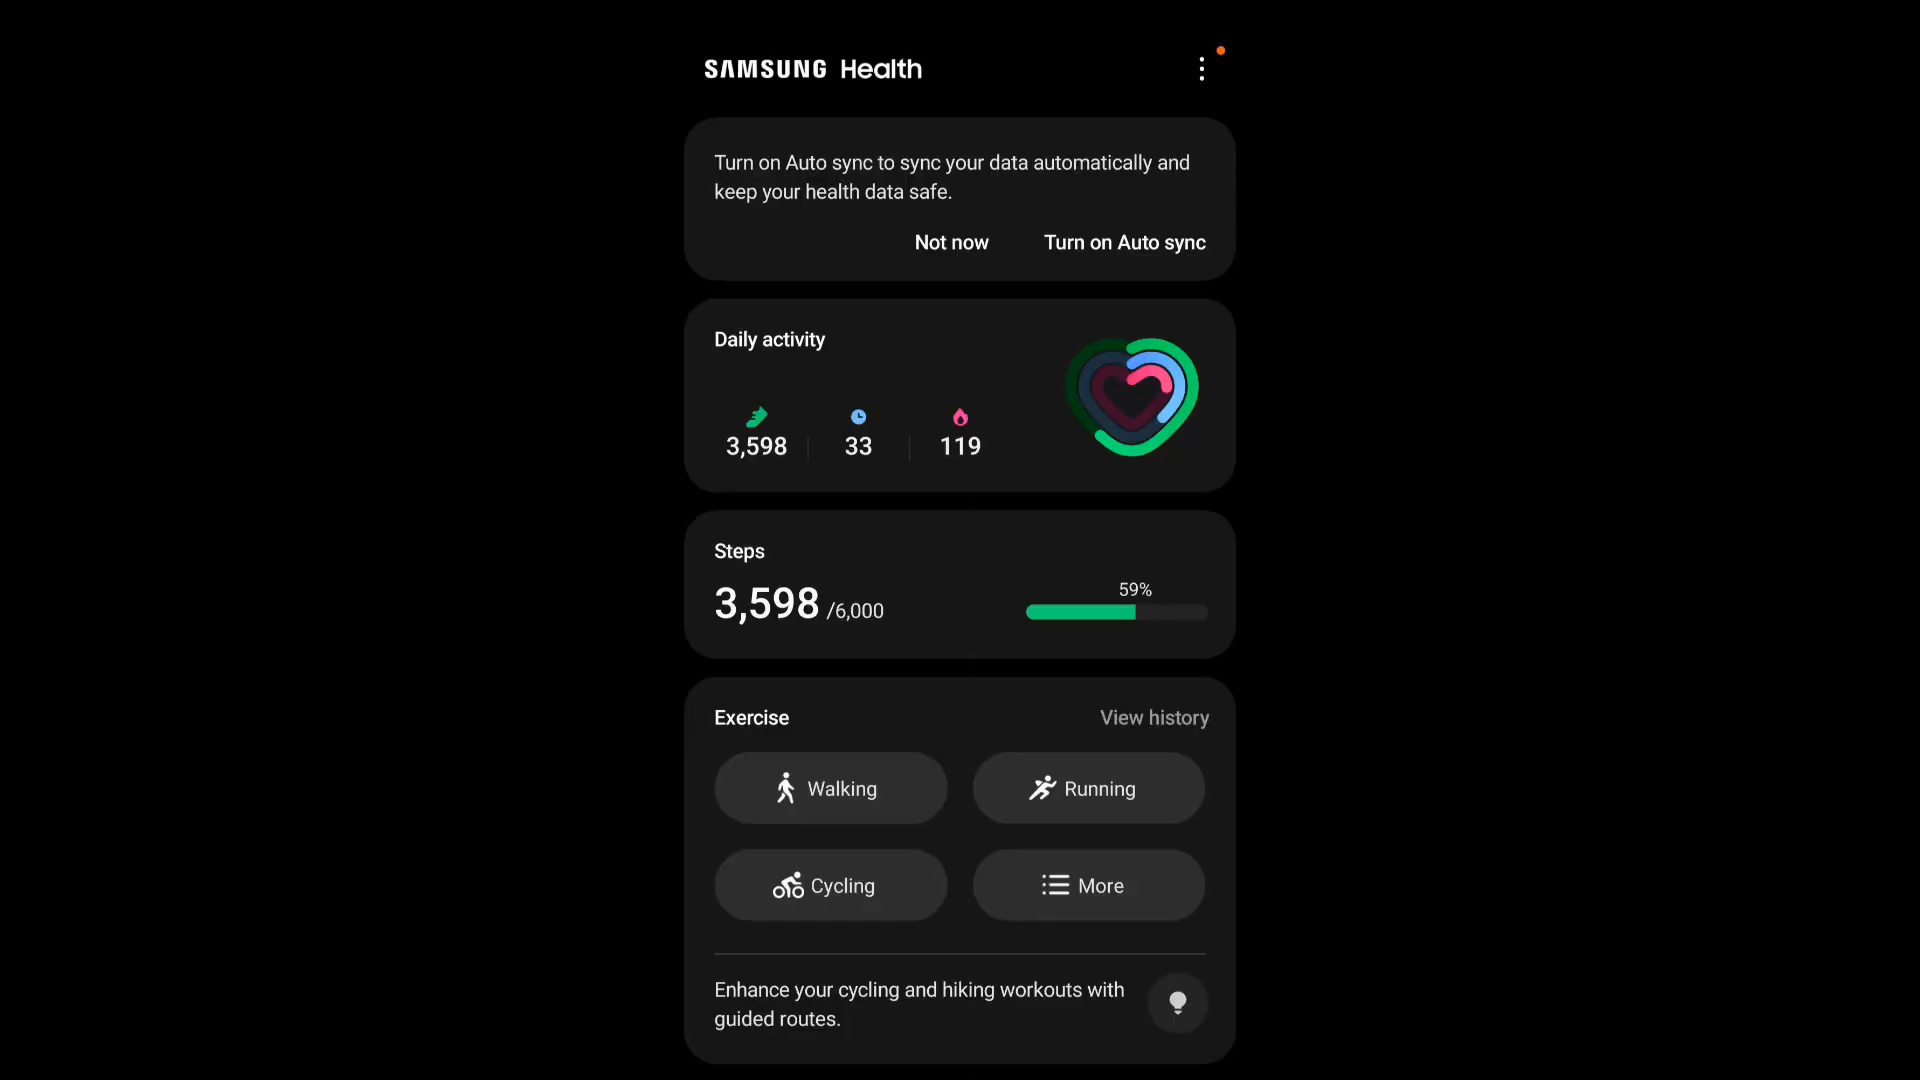 SAMSUNG Health
Turn on Auto sync to sync your data automatically and
keep your health data safe.
Not now
Turn on Auto sync
Daily activity
3,598
33
119
Steps
3,598 /6,000
59%
Exercise
View history
Walking
Running
Cycling
More
Enhance your cycling and hiking workouts with
guided routes.